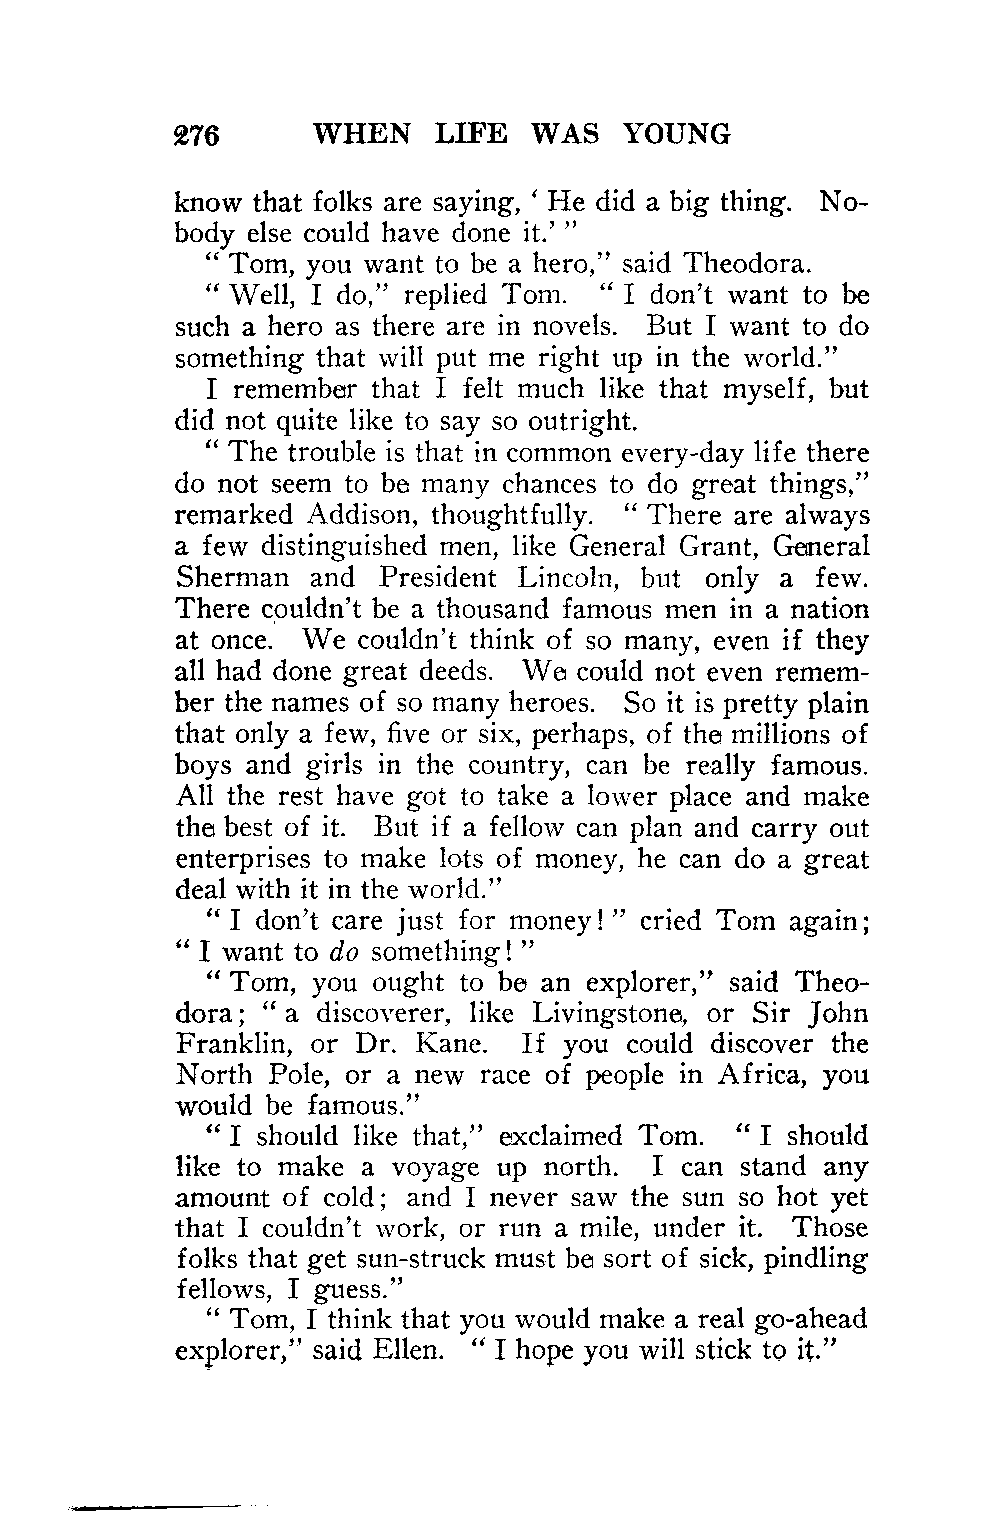 276 WHEN LIFE WAS YOUNG
know that folks are saying, ‘ He did a big thing. No-
body else could have done it.’ ”
“ Tom, you want to be a hero,” said Theodora.
“ Well, I do,” replied Tom. “ I don’t want to be
such a hero as there are in novels. But I want to do
something that will put me right up in the world.”
I remember that I felt much like that myself, but
did not quite like to say so outright.
“ The trouble is that in common every-day life there
do not seem to be many chances to do great things,”
remarked Addison, thoughtfully. “ There are always
a few distinguished men, like General Grant, General
Sherman and President Lincoln, but only a few.
There couldn’t be a thousand famous men in a nation
at once. We couldn’t think of so many, even if they
all had done great deeds. We could not even remem-
ber the names of so many heroes. So it is pretty plain
that only a few, five or six, perhaps, of the millions of
boys and girls in the country, can be really famous.
All the rest have got to take a lower place and make
the best of it. But if a fellow can plan and carry out
enterprises to make lots of money, he can do a great
deal with it in the world.”
“ I don’t care just for money! ” cried Tom again;
“ I want to do something! ”
“ Tom, you ought to be an explorer,” said Theo-
dora; “ a discoverer, like Livingstone, or Sir John
Franklin, or Dr. Kane. If you could discover the
North Pole, or a new race of people in Africa, you
would be famous.”
“ I should like that,” exclaimed Tom. “ I should
like to make a voyage up north. I can stand any
amount of cold; and I never saw the sun so hot yet
that I couldn’t work, or run a mile, under it. Those
folks that get sun-struck must be sort of sick, pindling
fellows, I guess.”
“ Tom, I think that you would make a real go-ahead
explorer,” said Ellen. “ I hope you will stick to it.”